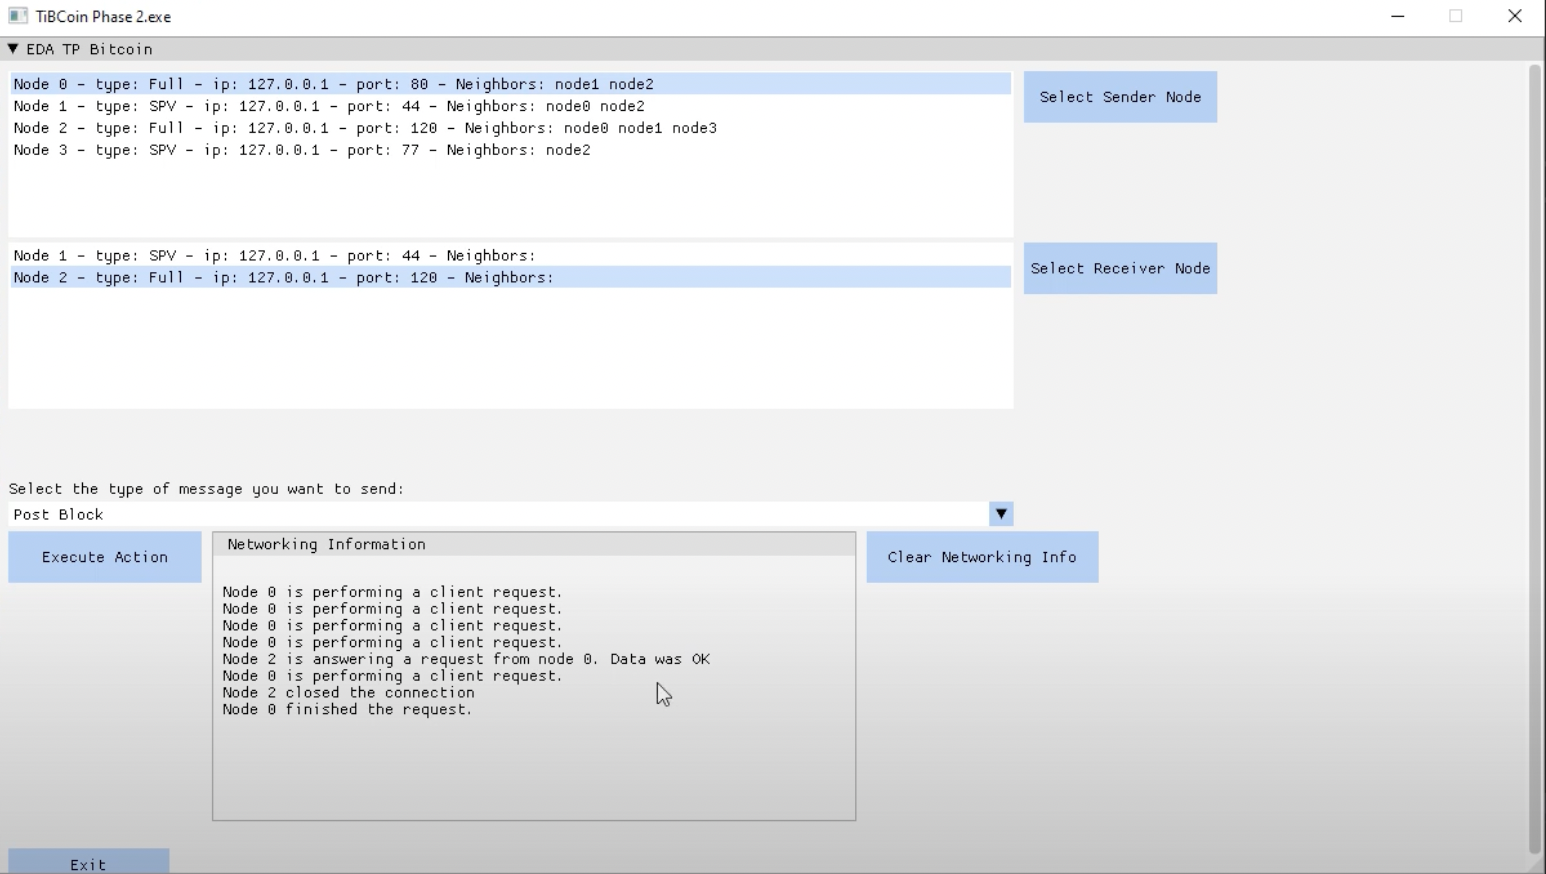 TiBCoin Phase 2.exe
▼ EDA TP Bitcoin
Node 0 - type: Full - ip: 127.0.0.1 - port: 80 - Neighbors: node1 node2
Node 1 - type: SPV - ip: 127.0.0.1 - port: 44 - Neighbors: node0 node2
Node 2 - type: Full - ip: 127.0.0.1 - port: 120 - Neighbors: node0 node1 node3
Node 3 - type: SPV - ip: 127.0.0.1 - port: 77 - Neighbors: node2
Select Sender Node
Node 1 - type: SPV - ip: 127.0.0.1 - port: 44 - Neighbors:
Node 2 - type: Full - ip: 127.0.0.1 - port: 120 - Neighbors:
Select Receiver Node
Select the type of message you want to send:
Post Block
Execute Action
Networking Information
Node 0 is performing a client request.
Node 0 is performing a client request.
Node 0 is performing a client request.
Node 0 is performing a client request.
Node 2 is answering a request from node 0. Data was OK
Node 0 is performing a client request.
Node 2 closed the connection
Node 0 finished the request.
Clear Networking Info
Exit